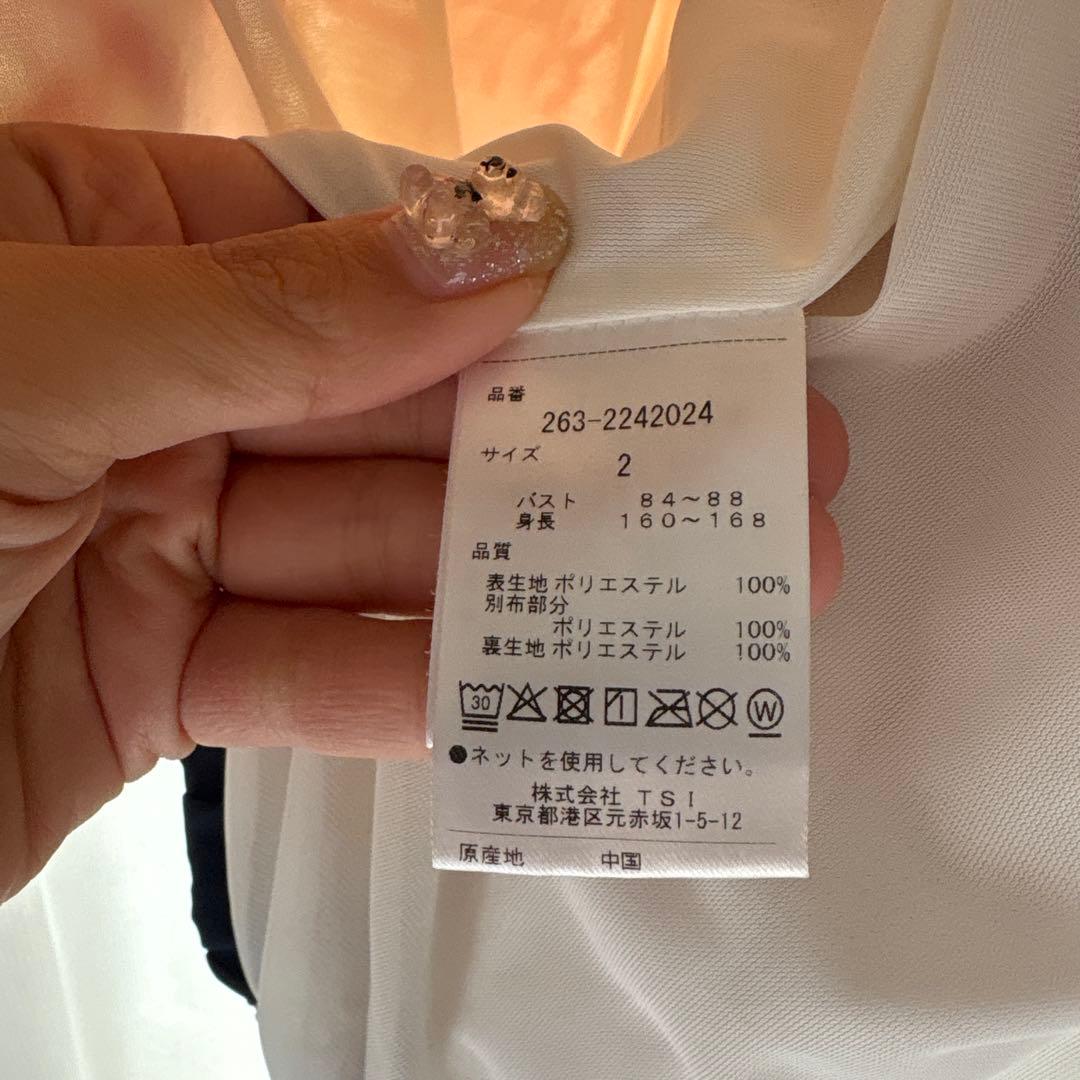 品番
263-2242024
サイズ 2
バスト 84～88
身長 160～168
品質
表生地 ポリエステル 100%
別布部分
ポリエステル 100%
裏生地 ポリエステル 100%
30 W
●ネットを使用してください。
株式会社 TSI
東京都港区元赤坂1-5-12
原産地 中国